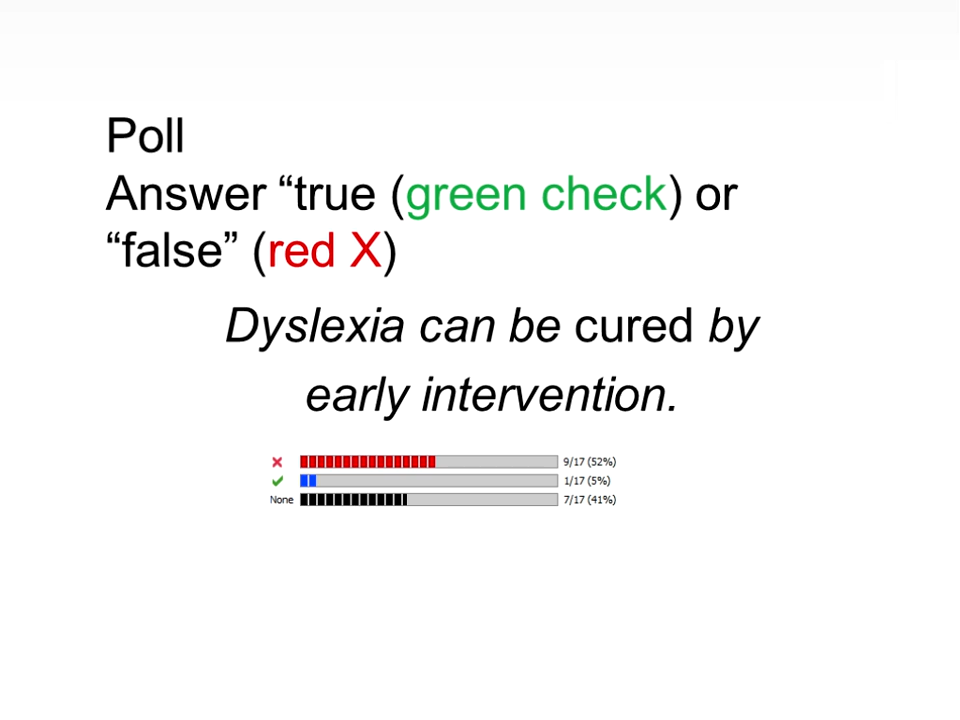 Poll
Answer “true (green check) or
“false” (red X)
Dyslexia can be cured by
early intervention.
9/17 (52%)
1/17 (5%)
None 7/17 (41%)